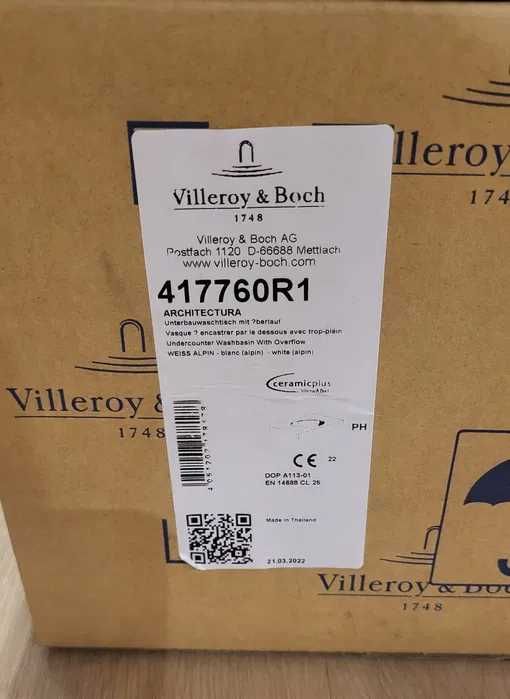 lleroy
174
Villeroy & Boch
1748
Villeroy & Boch AG
Postfach 1120 D-66688 Mettlach
www.villeroy-boch.com
417760R1
ARCHITECTURA
Unterbauwaschtisch mit ?berlauf
Vasque ? encastrer par le dessous avec trop-plein
Undercounter Washbasin With Overflow
WEISS ALPIN - blanc (alpin) - white (alpin)
ceramicplus
Villeroy & Boch
PH
CE 22
DOP A113-01
EN 14688 CL 25
Made in Thailand
21.03.2022
Villeroy &
1748
Villeroy & Boc
1748